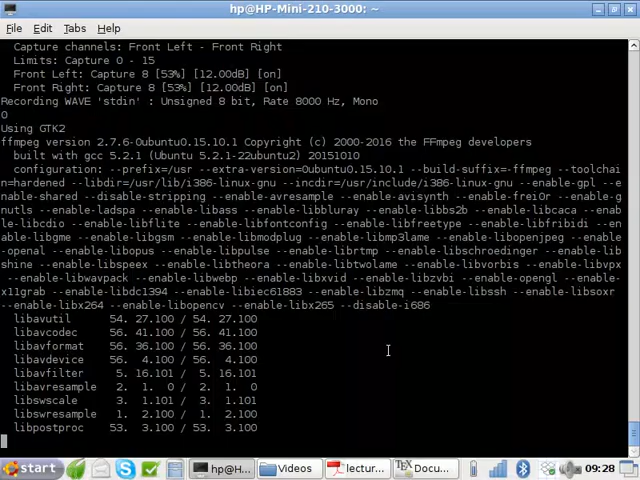 hp@HP-Mini-210-3000: ~
File Edit Tabs Help
Capture channels: Front Left - Front Right
Limits: Capture 0 - 15
Front Left: Capture 8 [53%] [12.00dB] [on]
Front Right: Capture 8 [53%] [12.00dB] [on]
Recording WAVE 'stdin' : Unsigned 8 bit, Rate 8000 Hz, Mono
0
Using GTK2
ffmpeg version 2.7.6-0ubuntu0.15.10.1 Copyright (c) 2000-2016 the FFmpeg developers
built with gcc 5.2.1 (Ubuntu 5.2.1-22ubuntu2) 20151010
configuration: --prefix=/usr --extra-version=0ubuntu0.15.10.1 --build-suffix=-ffmpeg --toolchai
n=hardened --libdir=/usr/lib/i386-linux-gnu --incdir=/usr/include/i386-linux-gnu --enable-gpl --e
nable-shared --disable-stripping --enable-avresample --enable-avisynth --enable-frei0r --enable-g
nutls --enable-ladspa --enable-libass --enable-libbluray --enable-libbs2b --enable-libcaca --enab
le-libcdio --enable-libflite --enable-libfontconfig --enable-libfreetype --enable-libfribidi --en
able-libgme --enable-libgsm --enable-libmodplug --enable-libmp3lame --enable-libopenjpeg --enable
-openal --enable-libopus --enable-libpulse --enable-librtmp --enable-libschroedinger --enable-lib
shine --enable-libspeex --enable-libtheora --enable-libtwolame --enable-libvorbis --enable-libvpx
--enable-libwavpack --enable-libwebp --enable-libxvid --enable-libzvbi --enable-opengl --enable-
x11grab --enable-libdc1394 --enable-libiec61883 --enable-libzmq --enable-libssh --enable-libsoxr
--enable-libx264 --enable-libopencv --enable-libx265 --disable-i686
libavutil 54. 27.100 / 54. 27.100
libavcodec 56. 41.100 / 56. 41.100
libavformat 56. 36.100 / 56. 36.100
libavdevice 56. 4.100 / 56. 4.100
libavfilter 5. 16.101 / 5. 16.101
libavresample 2. 1. 0 / 2. 1. 0
libswscale 3. 1.101 / 3. 1.101
libswresample 1. 2.100 / 1. 2.100
libpostproc 53. 3.100 / 53. 3.100
start hp@H... Videos lectur... Docu... 09:28